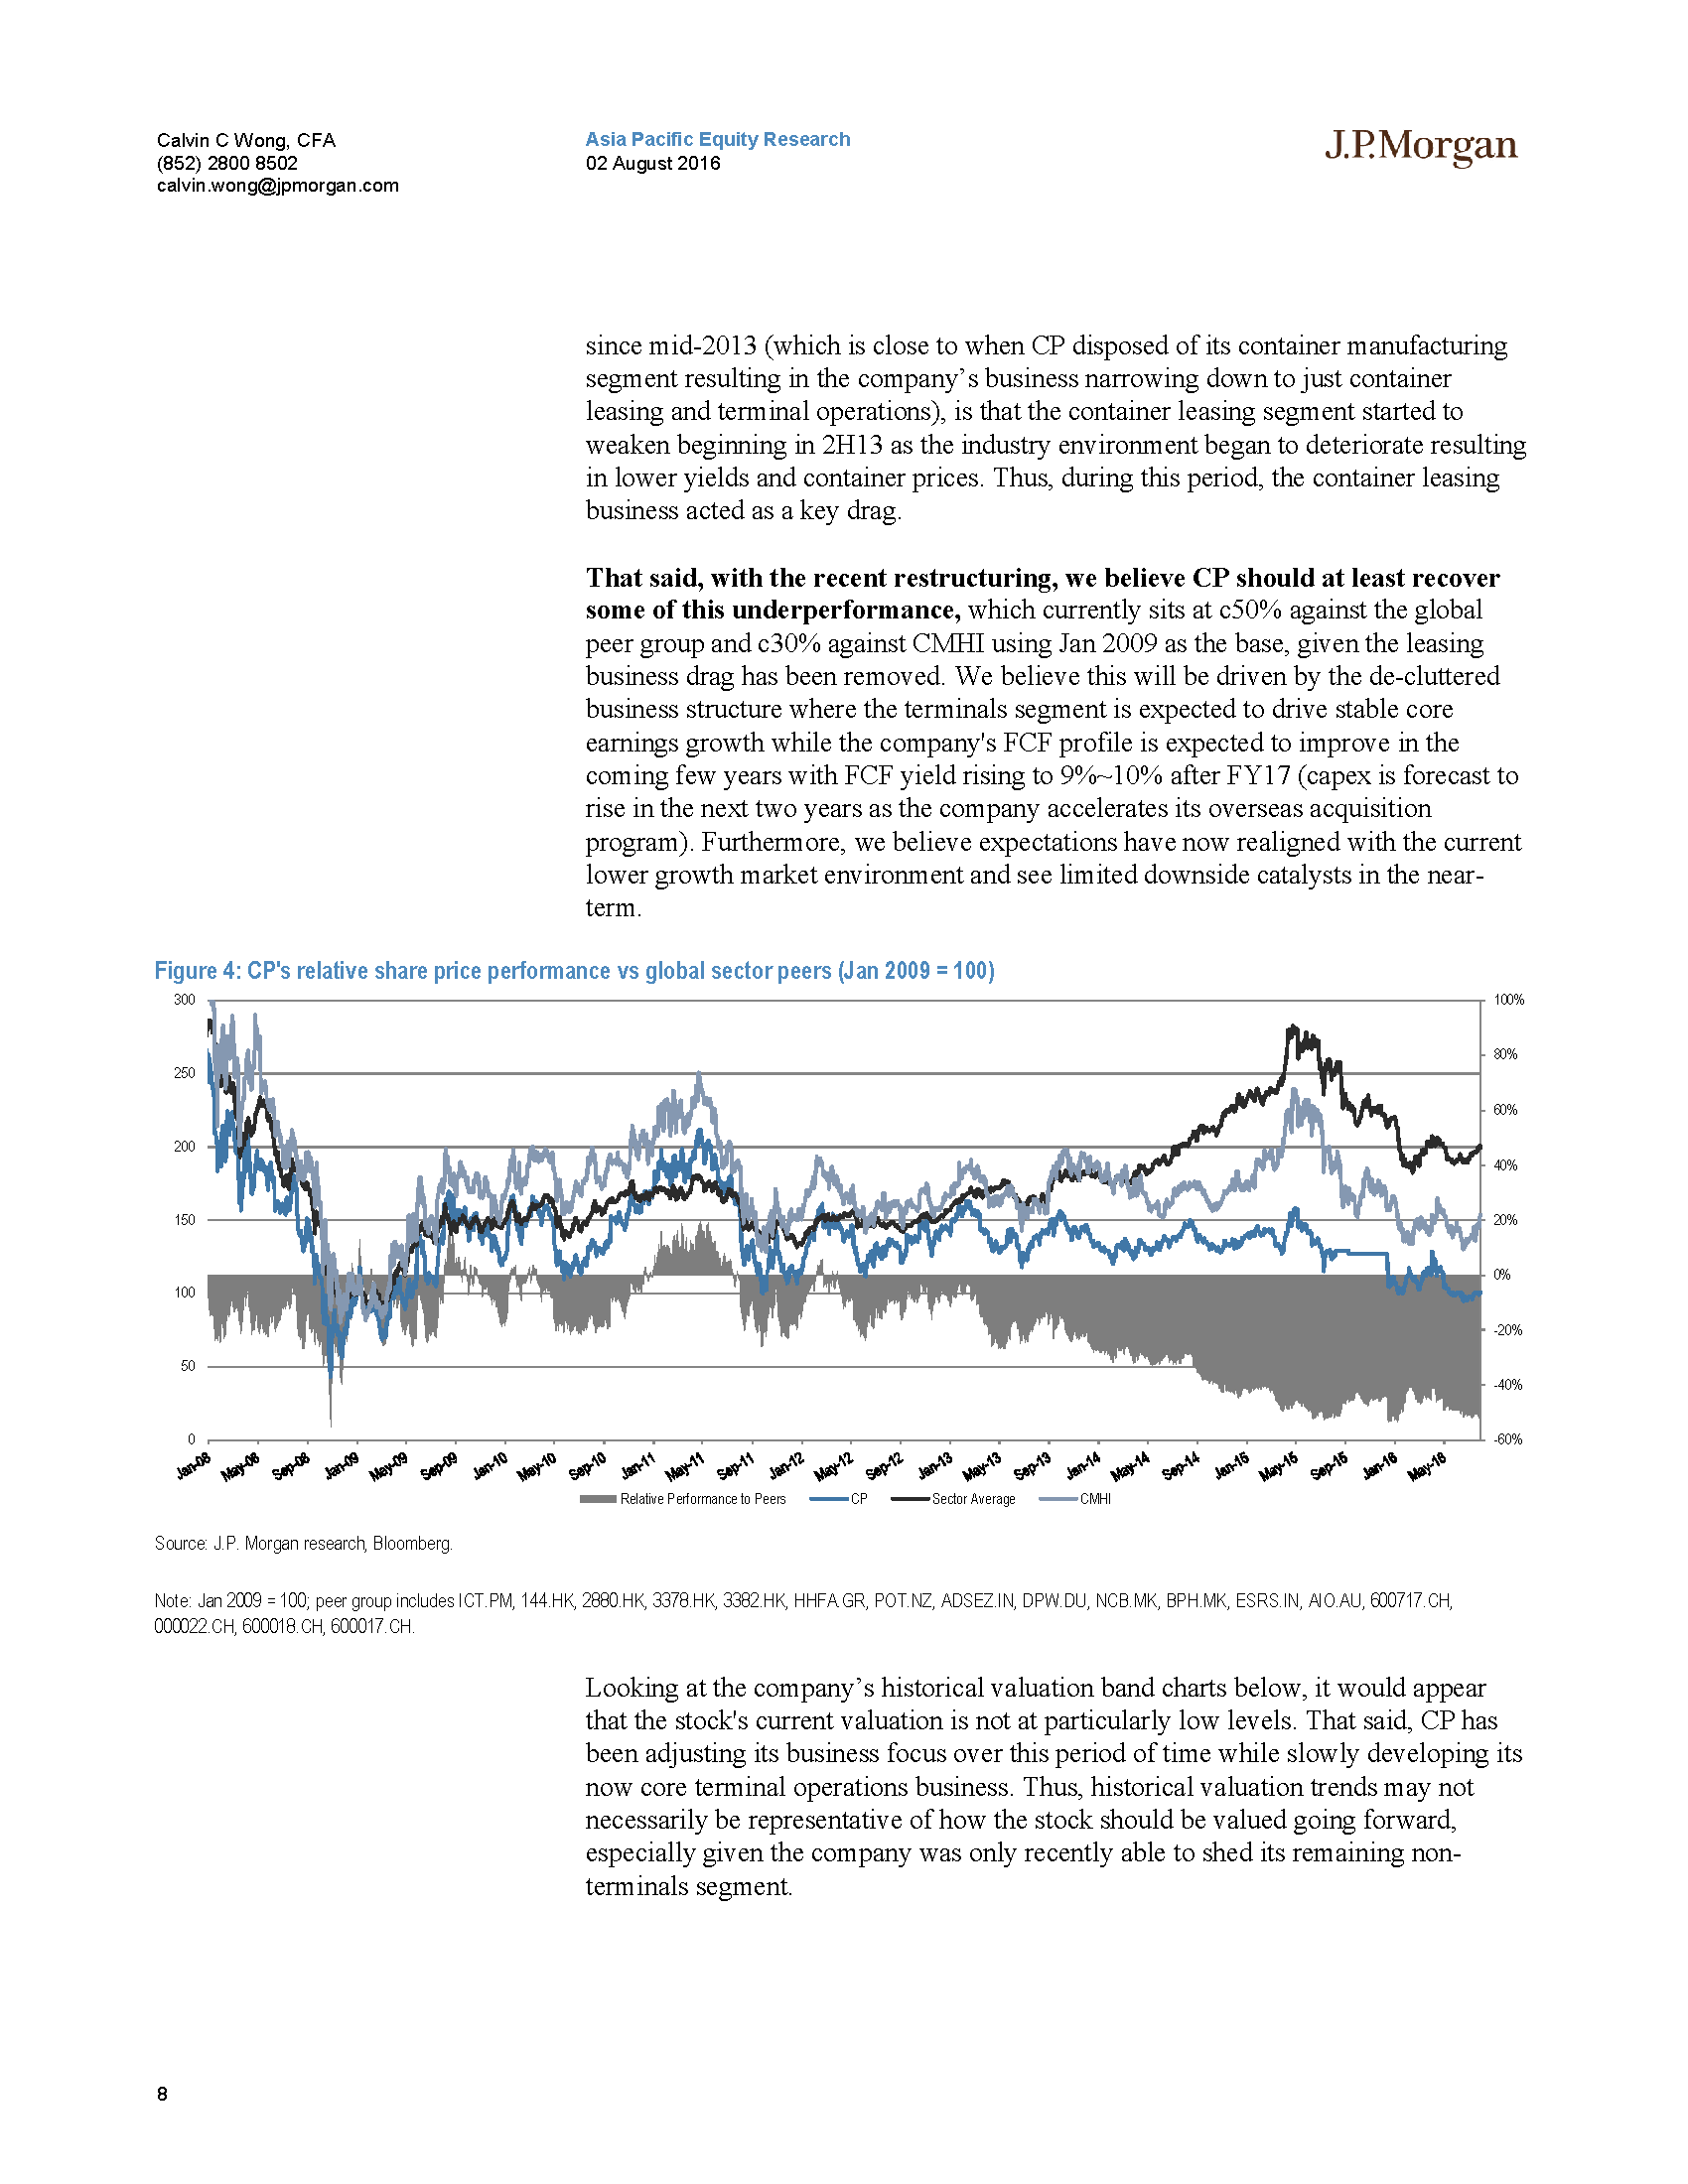 Calvin C Wong, CFA
(852) 2800 8502
calvin.wong@jpmorgan.com
Asia Pacific Equity Research
02 August 2016
J.P.Morgan
since mid-2013 (which is close to when CP disposed of its container manufacturing
segment resulting in the company’s business narrowing down to just container
leasing and terminal operations), is that the container leasing segment started to
weaken beginning in 2H13 as the industry environment began to deteriorate resulting
in lower yields and container prices. Thus, during this period, the container leasing
business acted as a key drag.
That said, with the recent restructuring, we believe CP should at least recover
some of this underperformance, which currently sits at c50% against the global
peer group and c30% against CMHI using Jan 2009 as the base, given the leasing
business drag has been removed. We believe this will be driven by the de-cluttered
business structure where the terminals segment is expected to drive stable core
earnings growth while the company's FCF profile is expected to improve in the
coming few years with FCF yield rising to 9%~10% after FY17 (capex is forecast to
rise in the next two years as the company accelerates its overseas acquisition
program). Furthermore, we believe expectations have now realigned with the current
lower growth market environment and see limited downside catalysts in the near-
term.
Figure 4: CP's relative share price performance vs global sector peers (Jan 2009 = 100)
300
250
200
150
100
50
0
100%
80%
60%
40%
20%
0%
-20%
-40%
-60%
Jan-08 May-08 Sep-08 Jan-09 May-09 Sep-09 Jan-10 May-10 Sep-10 Jan-11 May-11 Sep-11 Jan-12 May-12 Sep-12 Jan-13 May-13 Sep-13 Jan-14 May-14 Sep-14 Jan-15 May-15 Sep-15 Jan-16 May-16
Relative Performance to Peers CP Sector Average CMHI
Source: J.P. Morgan research, Bloomberg.
Note: Jan 2009 = 100; peer group includes ICT.PM, 144.HK, 2880.HK, 3378.HK, 3382.HK, HHFA.GR, POT.NZ, ADSEZ.IN, DPW.DU, NCB.MK, BPH.MK, ESRS.IN, AIO.AU, 600717.CH,
000022.CH, 600018.CH, 600017.CH.
Looking at the company’s historical valuation band charts below, it would appear
that the stock's current valuation is not at particularly low levels. That said, CP has
been adjusting its business focus over this period of time while slowly developing its
now core terminal operations business. Thus, historical valuation trends may not
necessarily be representative of how the stock should be valued going forward,
especially given the company was only recently able to shed its remaining non-
terminals segment.
8